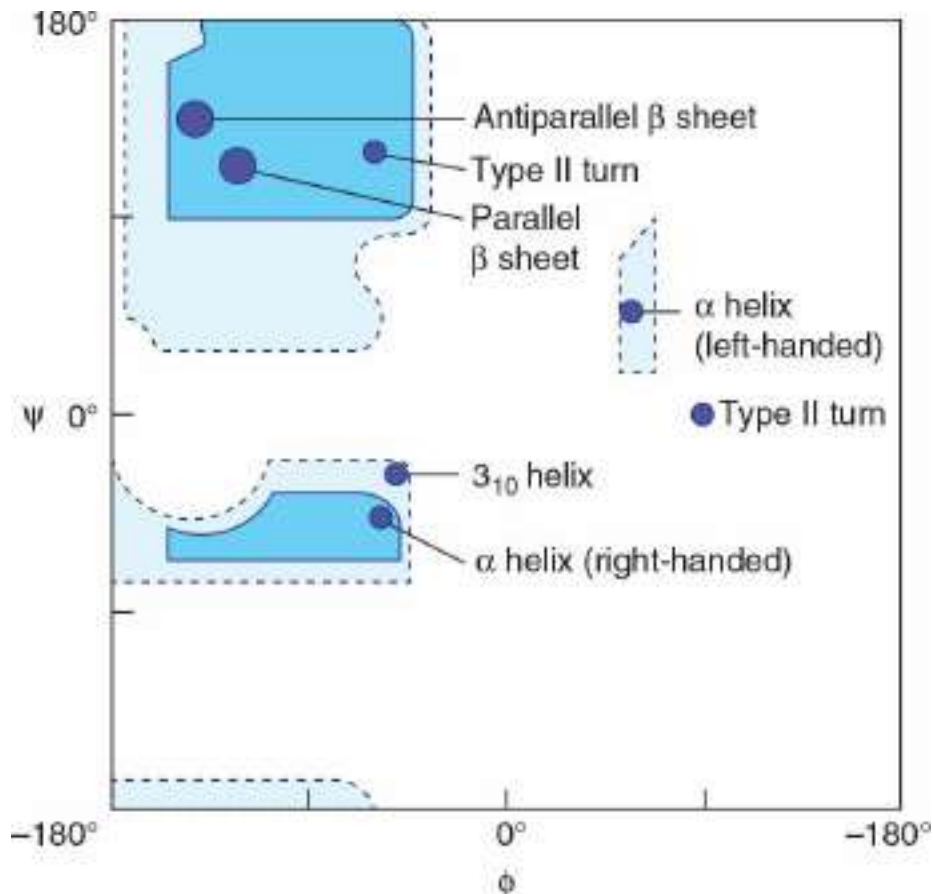 180°
Antiparallel β sheet
Type II turn
Parallel
β sheet
α helix
(left-handed)
ψ 0°
Type II turn
3₁₀ helix
α helix (right-handed)
–180° 0° –180°
ϕ